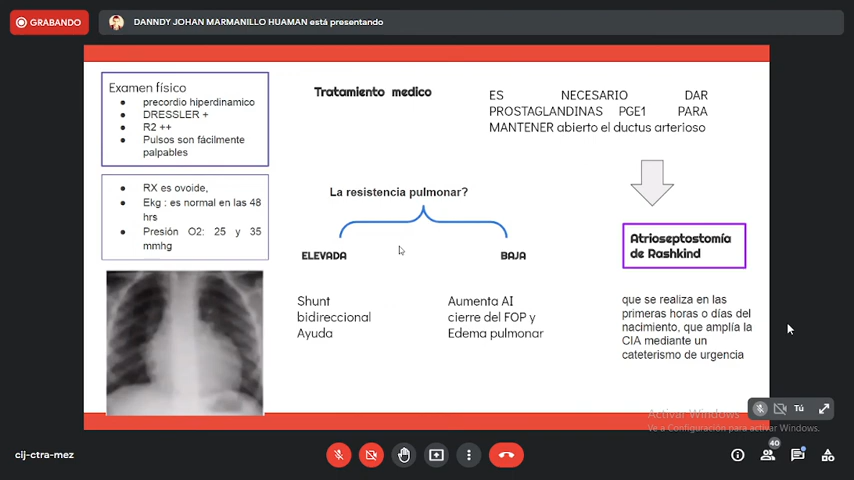 GRABANDO
DANNDY JOHAN MARMANILLO HUAMAN está presentando
Examen físico
precordio hiperdinamico
DRESSLER +
R2 ++
Pulsos son fácilmente
palpables
RX es ovoide,
Ekg : es normal en las 48
hrs
Presión O2: 25 y 35
mmhg
Tratamiento medico
ES NECESARIO DAR
PROSTAGLANDINAS PGE1 PARA
MANTENER abierto el ductus arterioso
La resistencia pulmonar?
ELEVADA
BAJA
Shunt
bidireccional
Ayuda
Aumenta AI
cierre del FOP y
Edema pulmonar
Atrioseptostomía
de Rashkind
que se realiza en las
primeras horas o días del
nacimiento, que amplía la
CIA mediante un
cateterismo de urgencia
Tú
Activar Windows
Ve a Configuración para activar Windows.
cij-ctra-mez
40